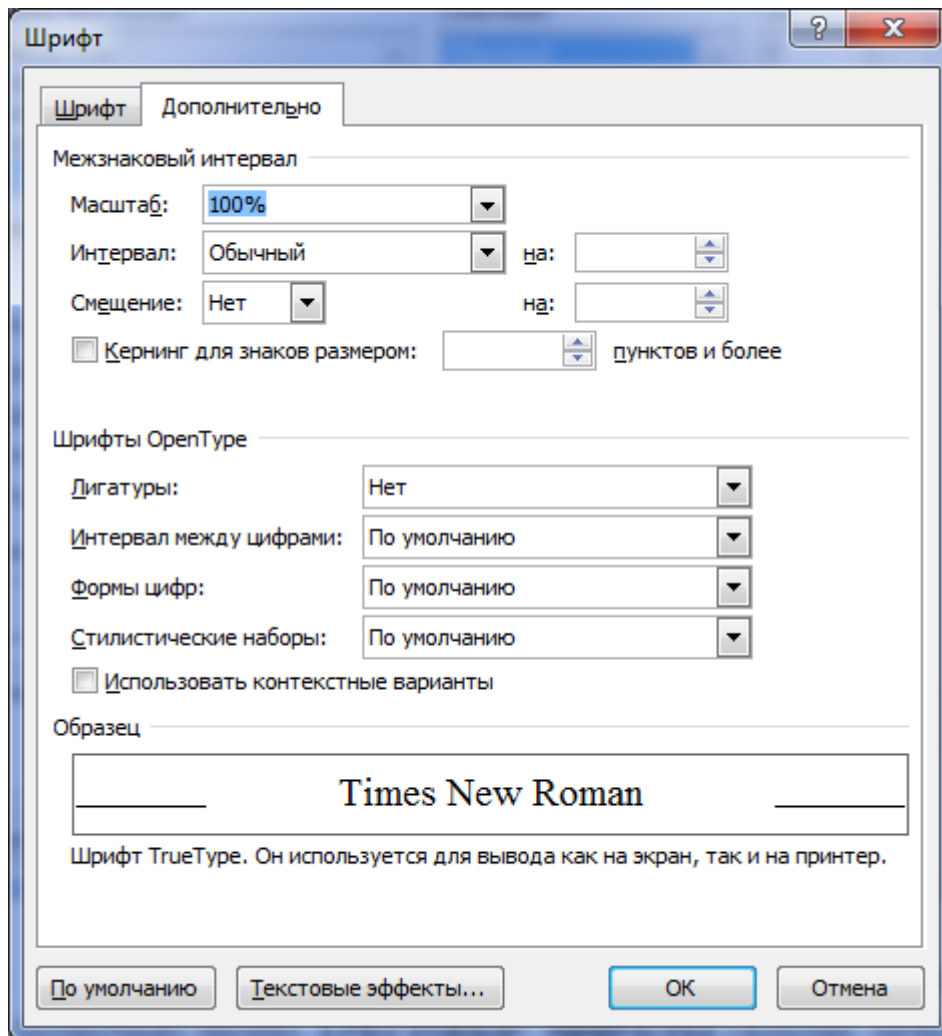 Шрифт
Шрифт Дополнительно
Межзнаковый интервал
Масштаб: 100%
Интервал: Обычный на:
Смещение: Нет на:
Кернинг для знаков размером: пунктов и более
Шрифты OpenType
Лигатуры: Нет
Интервал между цифрами: По умолчанию
Формы цифр: По умолчанию
Стилистические наборы: По умолчанию
Использовать контекстные варианты
Образец
Times New Roman
Шрифт TrueType. Он используется для вывода как на экран, так и на принтер.
По умолчанию Текстовые эффекты... ОК Отмена